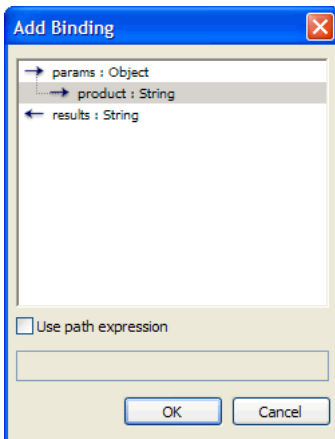 Add Binding
params : Object
product : String
results : String
Use path expression
OK Cancel